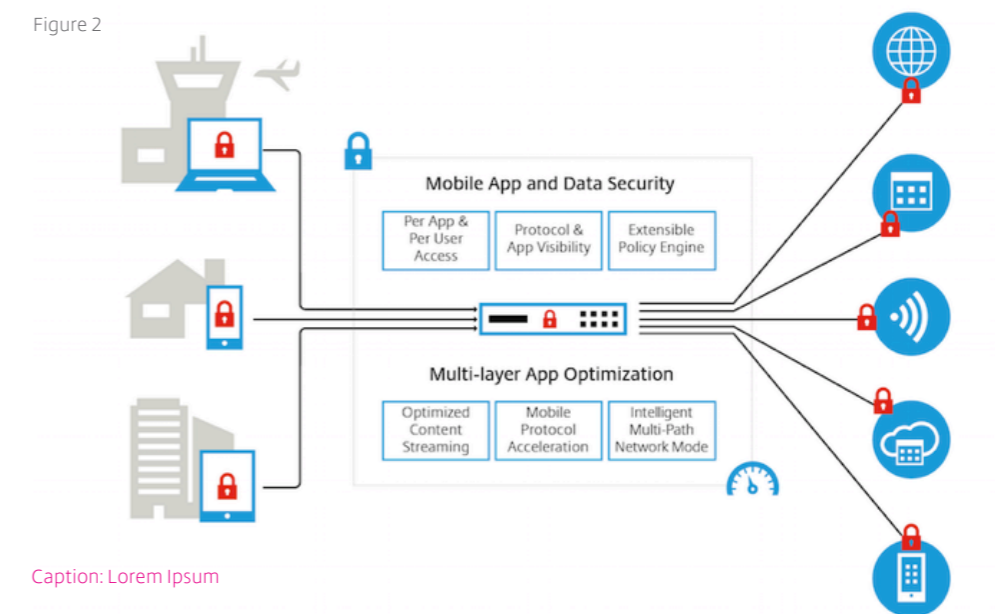 Figure 2
Mobile App and Data Security
Per App &
Per User
Access
Protocol &
App Visibility
Extensible
Policy Engine
Multi-layer App Optimization
Optimized
Content
Streaming
Mobile
Protocol
Acceleration
Intelligent
Multi-Path
Network Mode
Caption: Lorem Ipsum